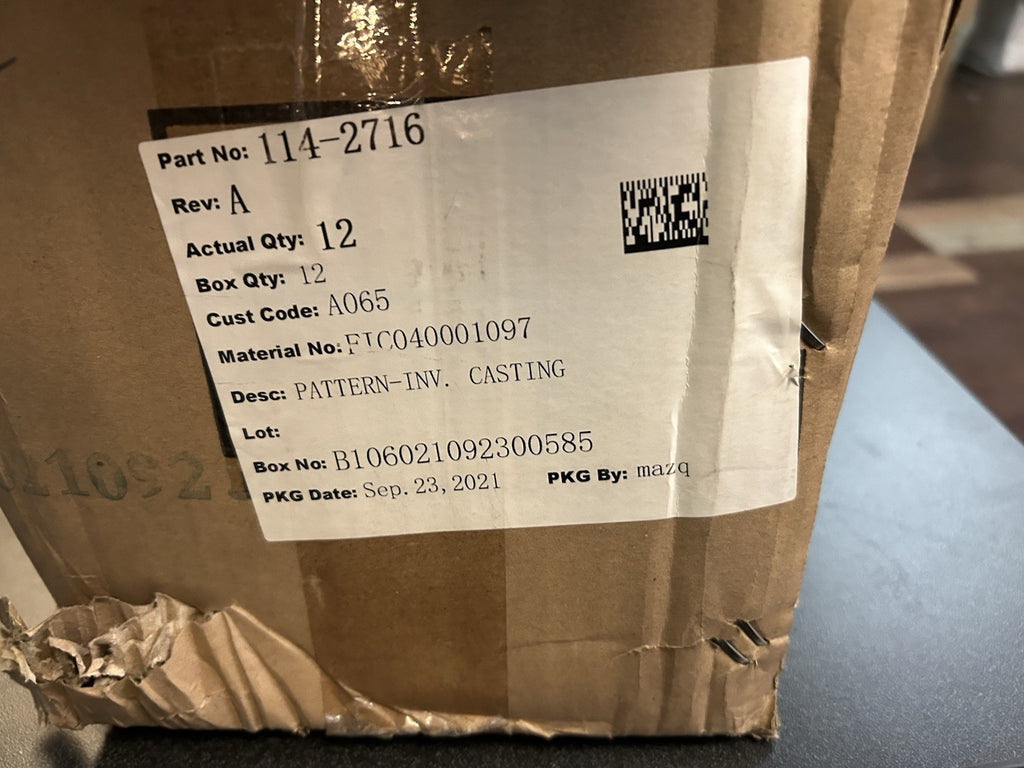 Part No: 114-2716
Rev: A
Actual Qty: 12
Box Qty: 12
Cust Code: A065
Material No: FIC040001097
Desc: PATTERN-INV. CASTING
Lot:
Box No: B106021092300585
PKG Date: Sep. 23, 2021 PKG By: mazq